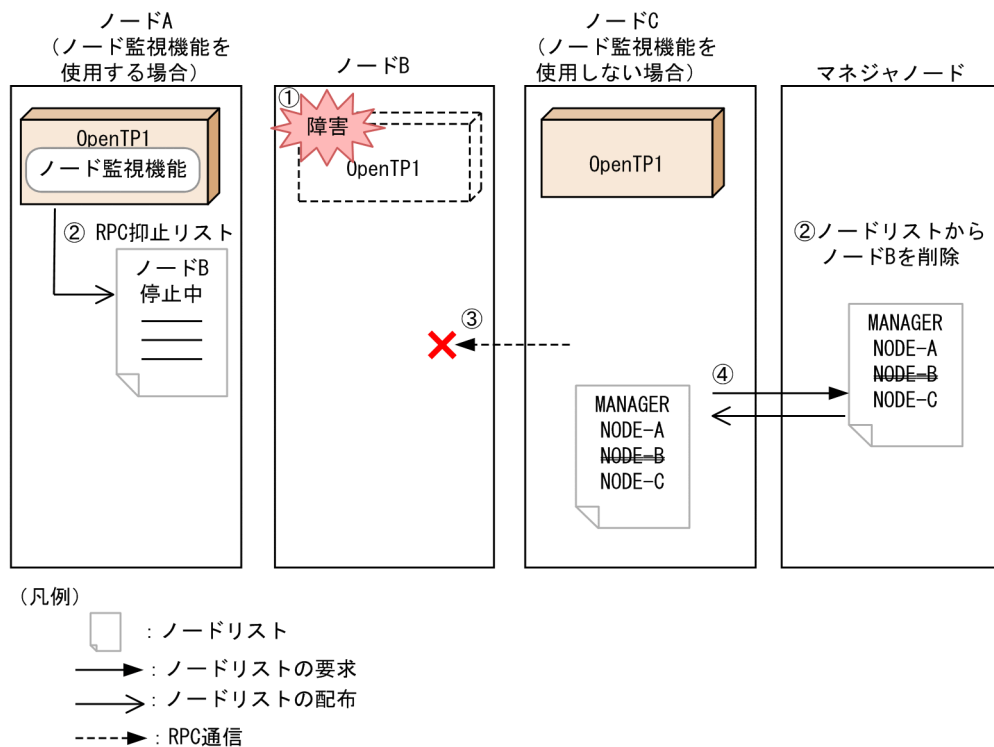 ノードA
（ノード監視機能を
使用する場合）
ノードB
ノードC
（ノード監視機能を
使用しない場合）
マネジャノード
OpenTP1
ノード監視機能
①
障害
OpenTP1
OpenTP1
② RPC抑止リスト
ノードB
停止中
②ノードリストから
ノードBを削除
③
④
MANAGER
NODE-A
NODE-B
NODE-C
MANAGER
NODE-A
NODE-B
NODE-C
（凡例）
：ノードリスト
：ノードリストの要求
：ノードリストの配布
：RPC通信